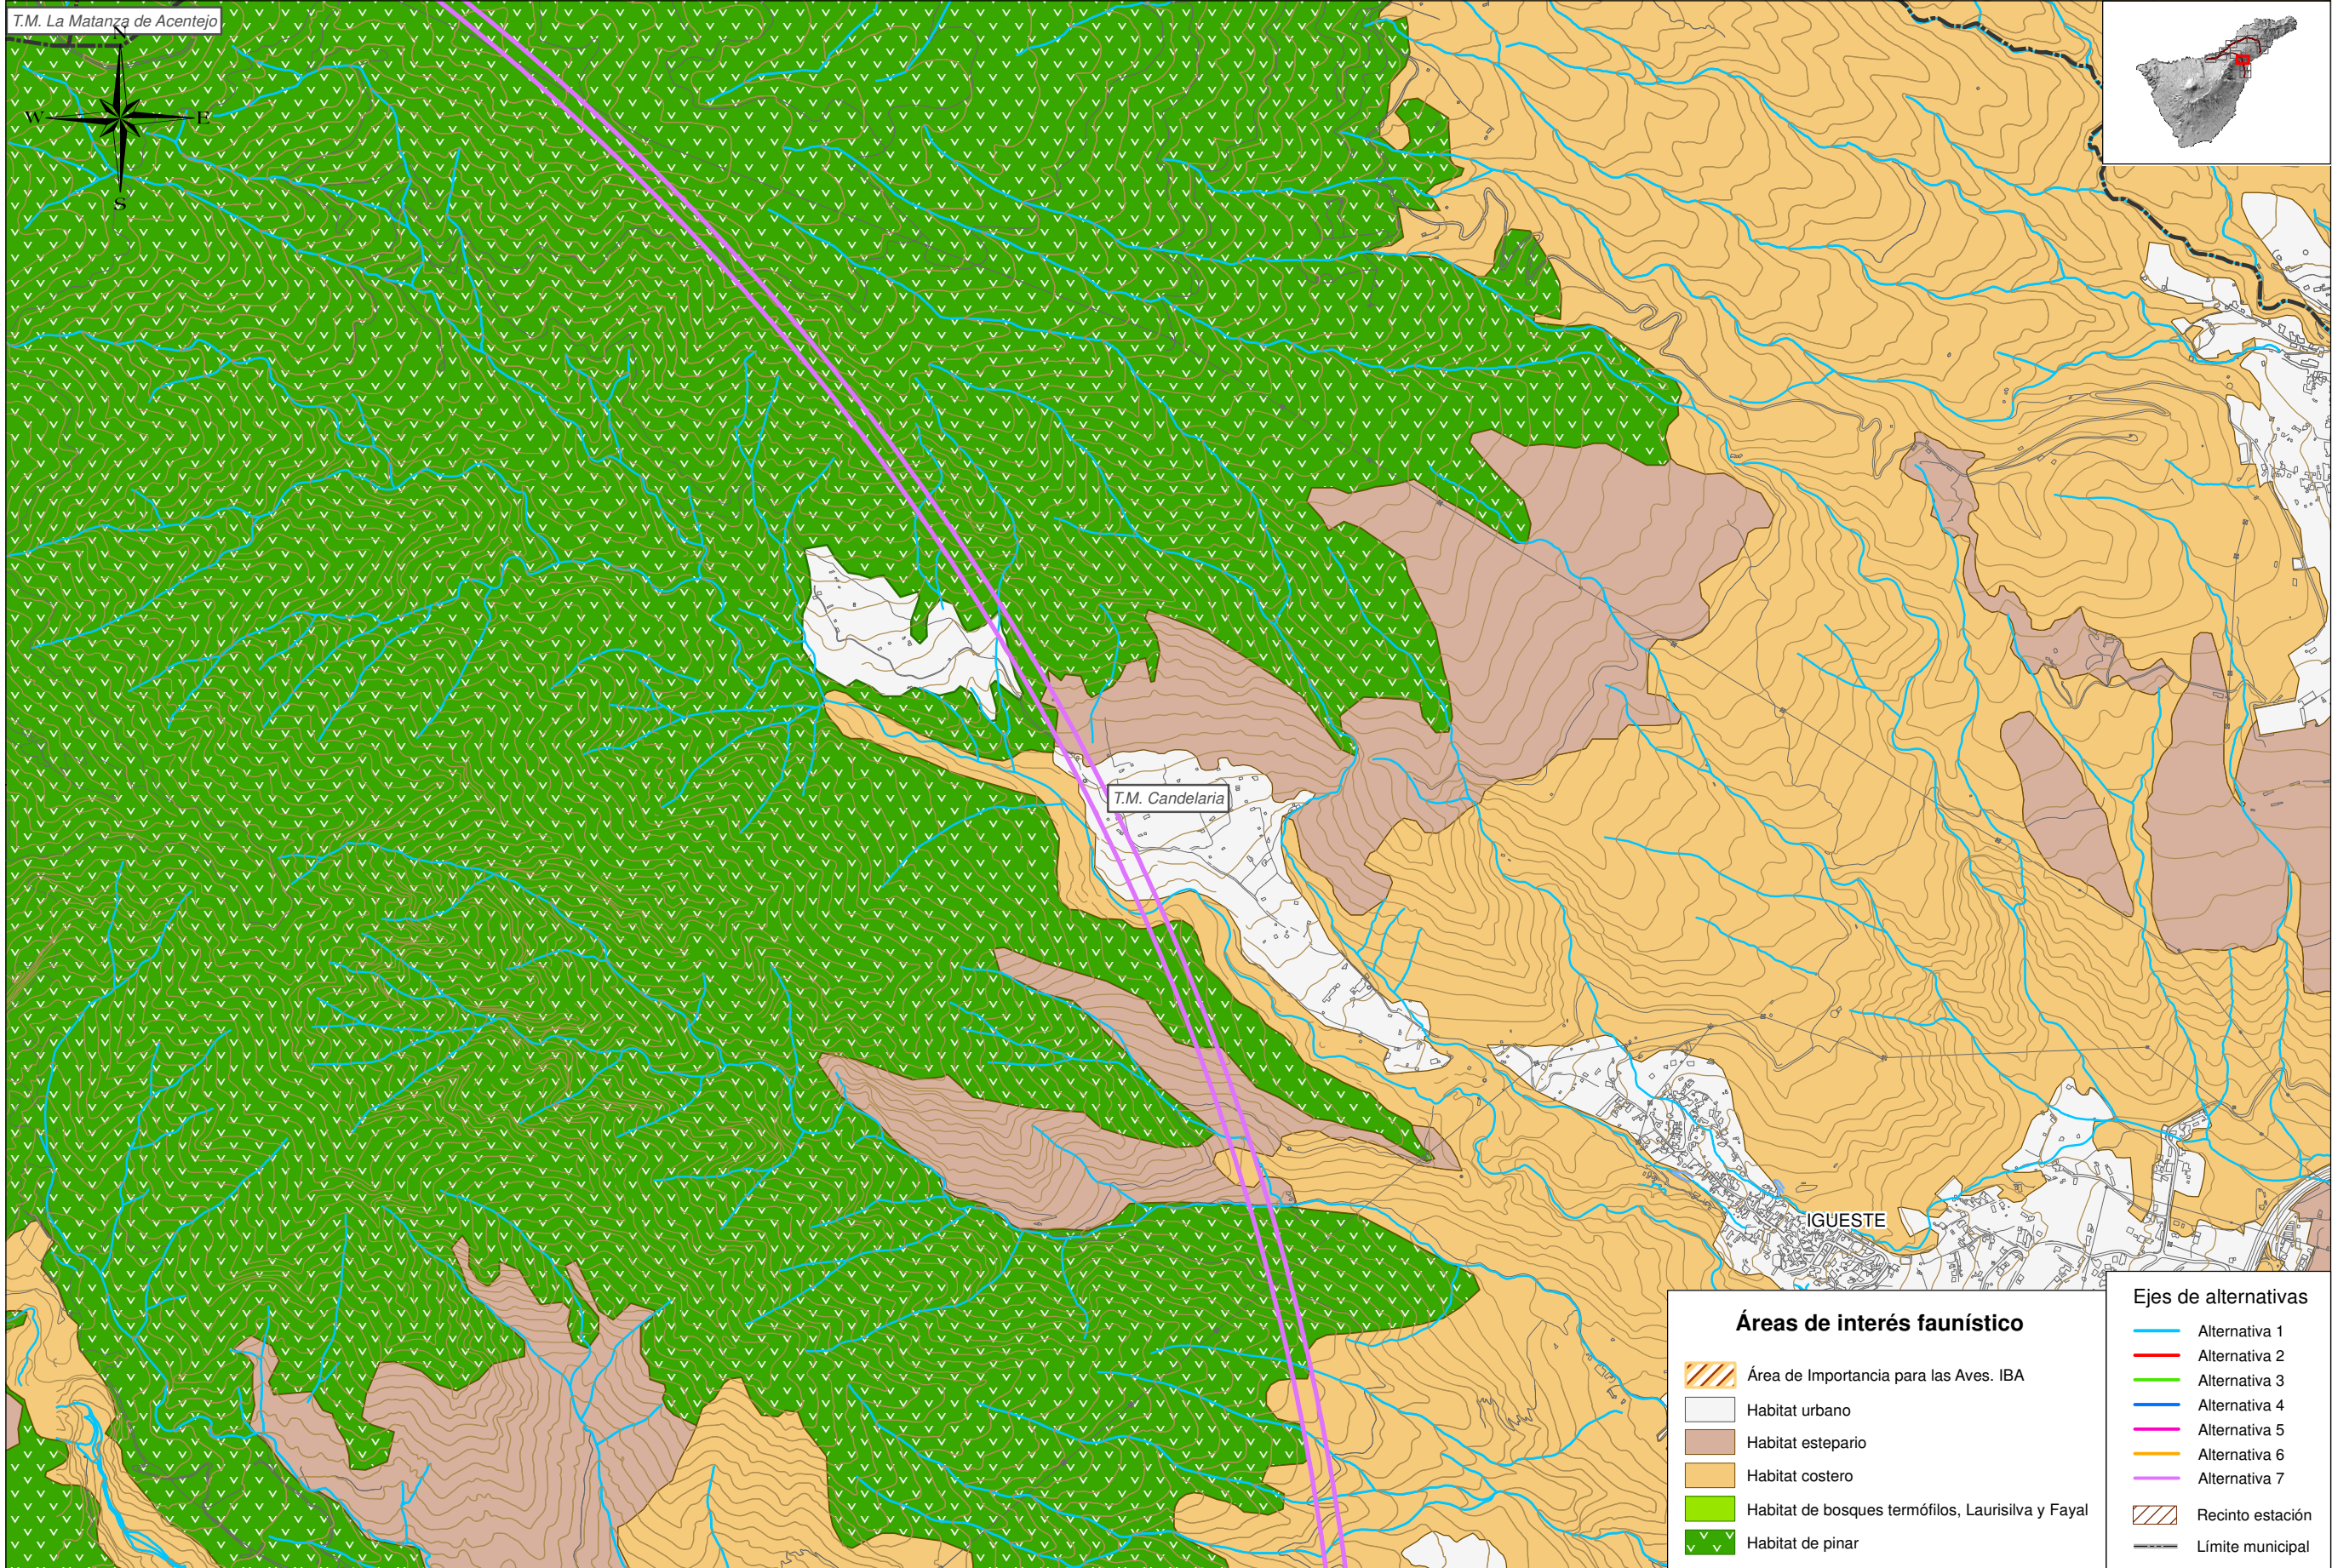 T.M. La Matanza de Acentejo
N
W
E
S
T.M. Candelaria
IGUESTE
Áreas de interés faunístico
Área de Importancia para las Aves. IBA
Habitat urbano
Habitat estepario
Habitat costero
Habitat de bosques termófilos, Laurisilva y Fayal
Habitat de pinar
Ejes de alternativas
Alternativa 1
Alternativa 2
Alternativa 3
Alternativa 4
Alternativa 5
Alternativa 6
Alternativa 7
Recinto estación
Límite municipal